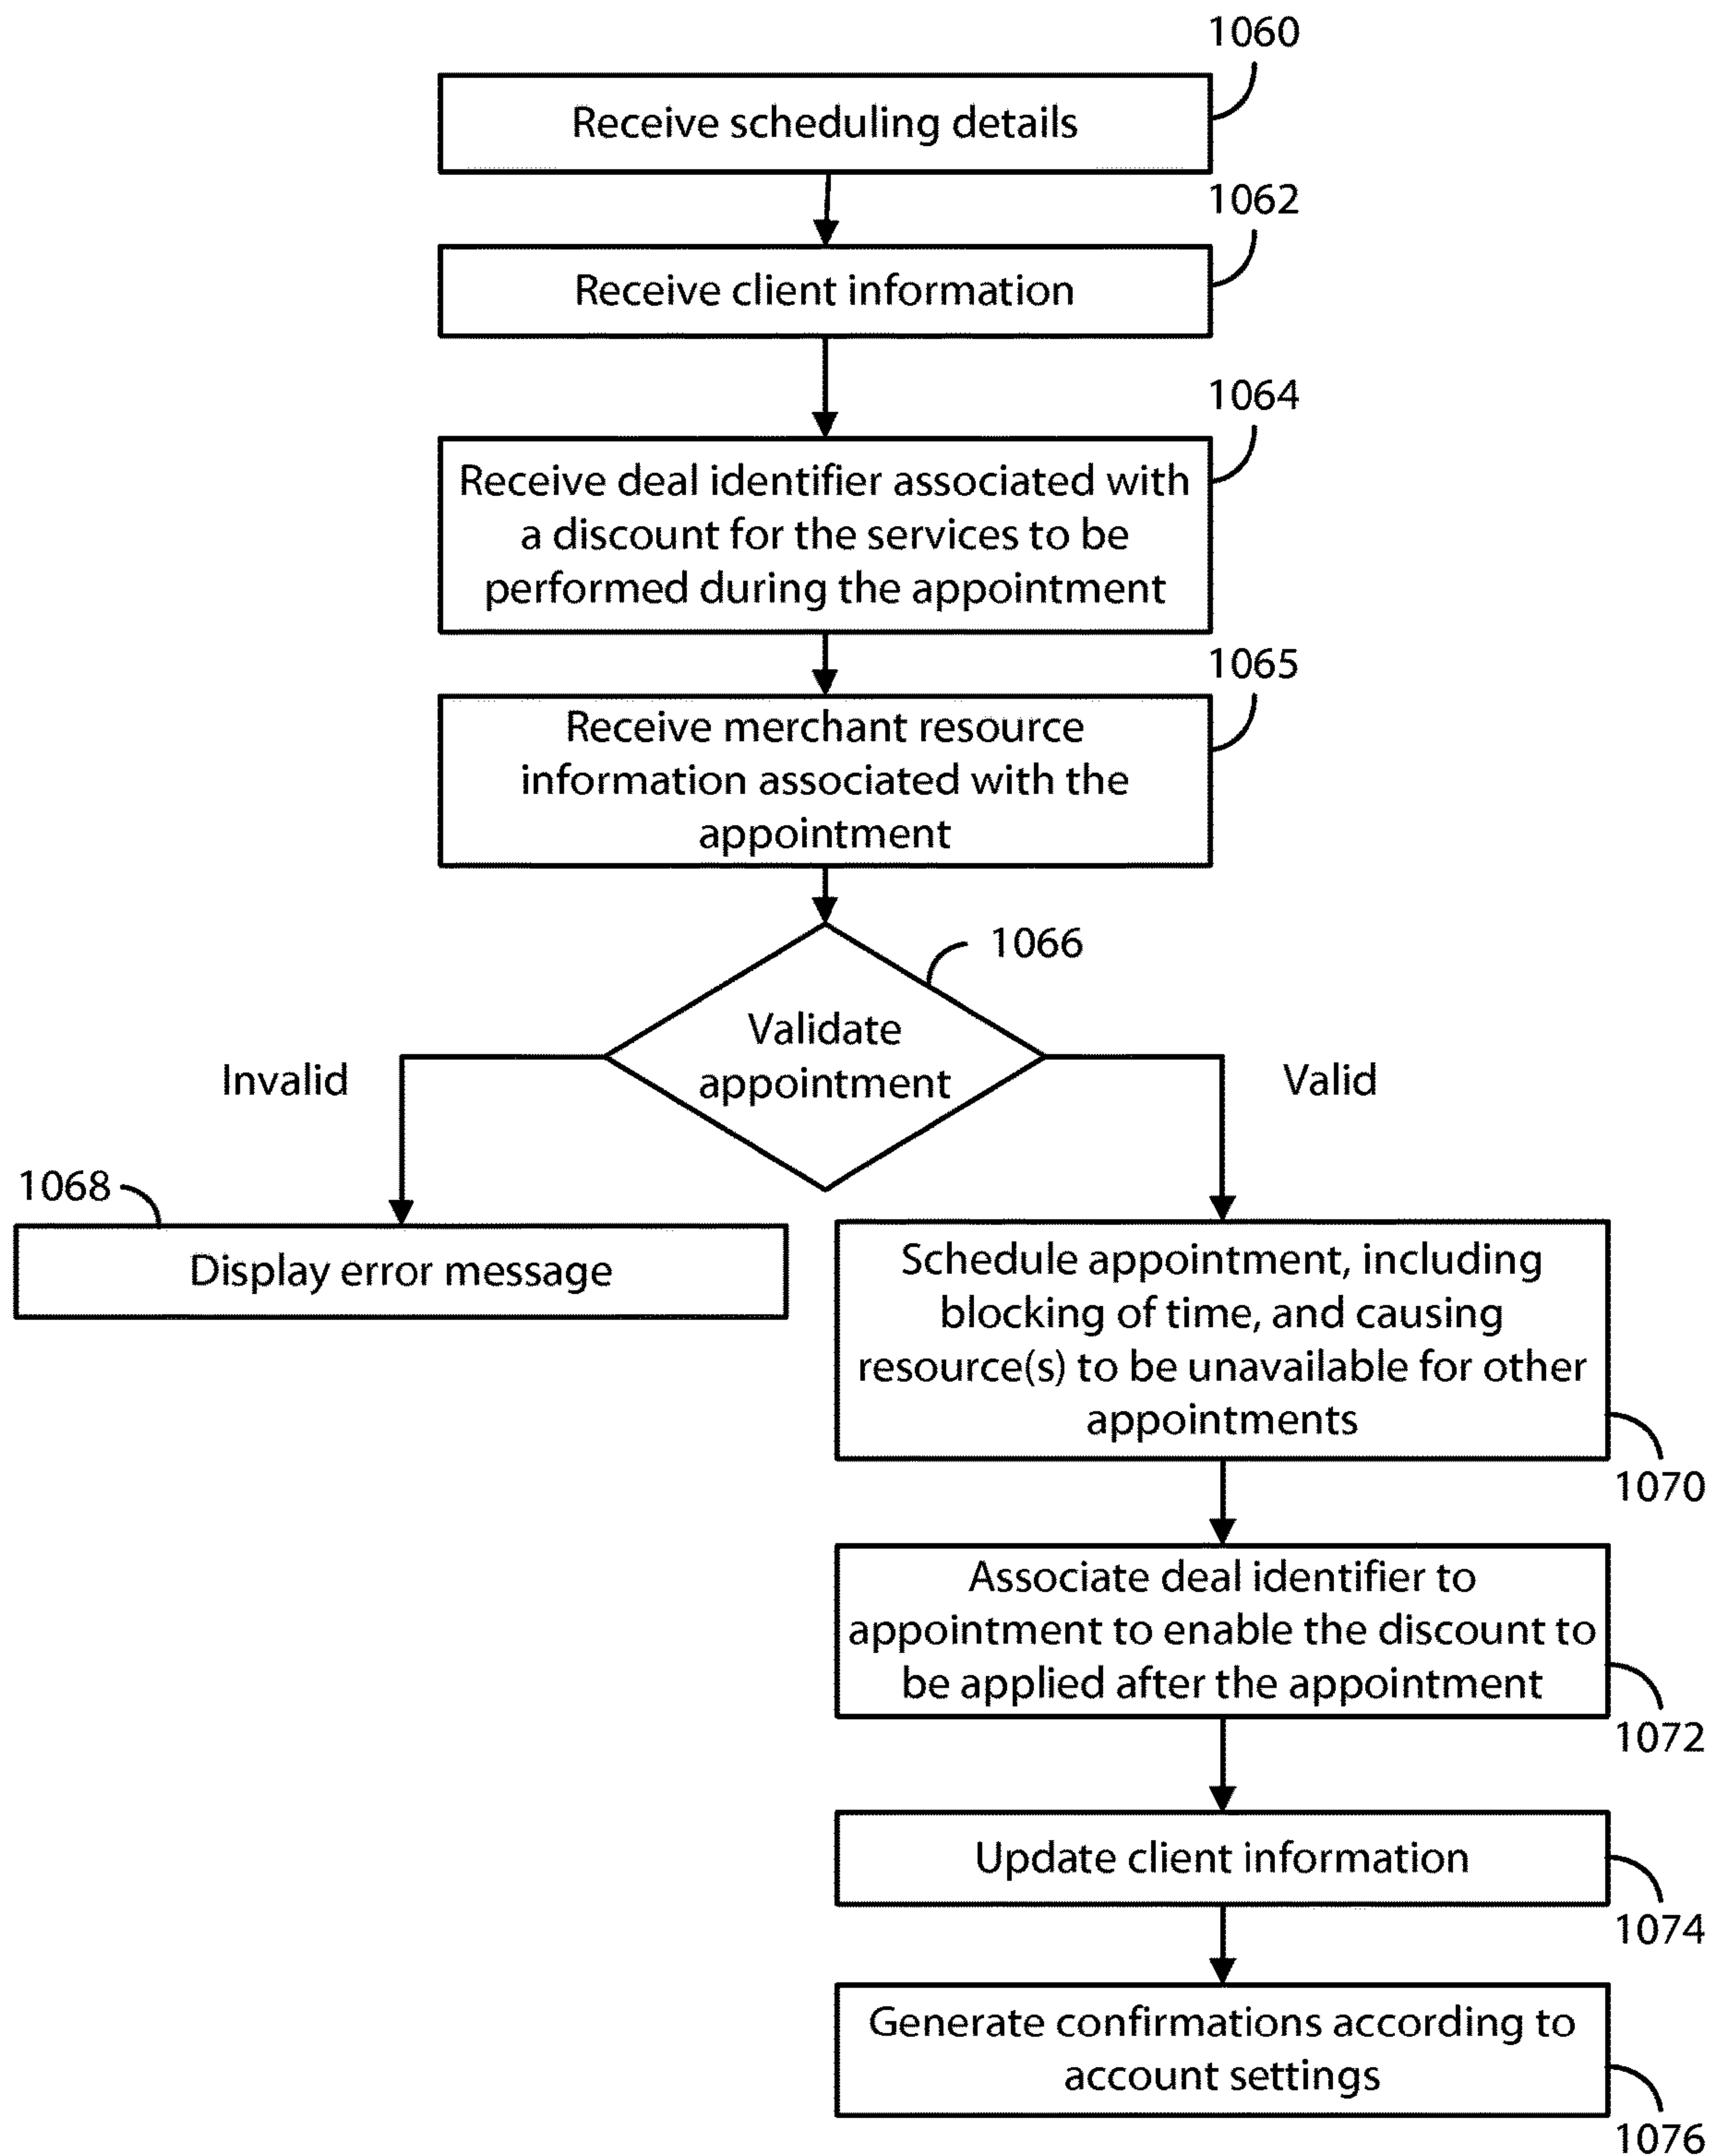 1060
Receive scheduling details
1062
Receive client information
1064
Receive deal identifier associated with
a discount for the services to be
performed during the appointment
1065
Receive merchant resource
information associated with the
appointment
1066
Validate
appointment
Invalid
Valid
1068
Display error message
Schedule appointment, including
blocking of time, and causing
resource(s) to be unavailable for other
appointments
1070
Associate deal identifier to
appointment to enable the discount to
be applied after the appointment
1072
Update client information
1074
Generate confirmations according to
account settings
1076